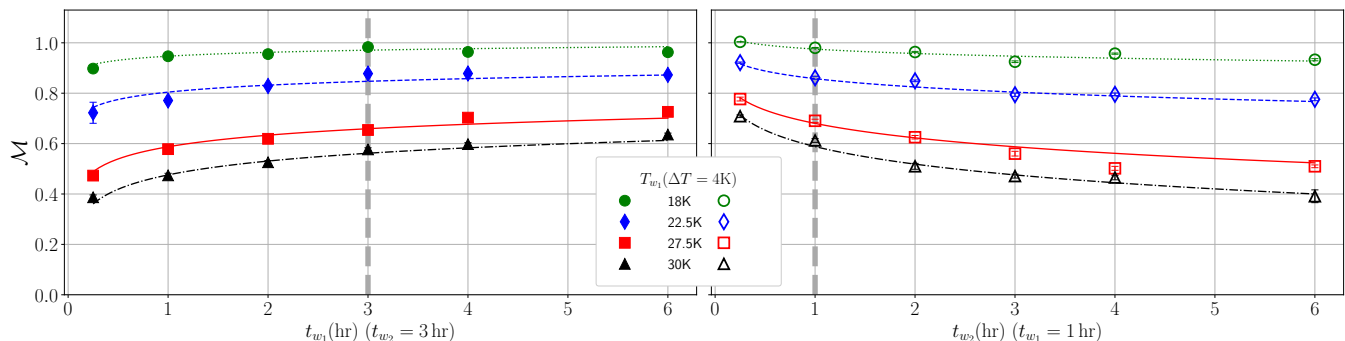 1.0
0.8
0.6
0.4
0.2
0.0
ℳ
0 1 2 3 4 5 6
t_{w_1}(hr) (t_{w_2} = 3 hr)
T_{w_1}(ΔT = 4K)
18K
22.5K
27.5K
30K
0 1 2 3 4 5 6
t_{w_2}(hr) (t_{w_1} = 1 hr)